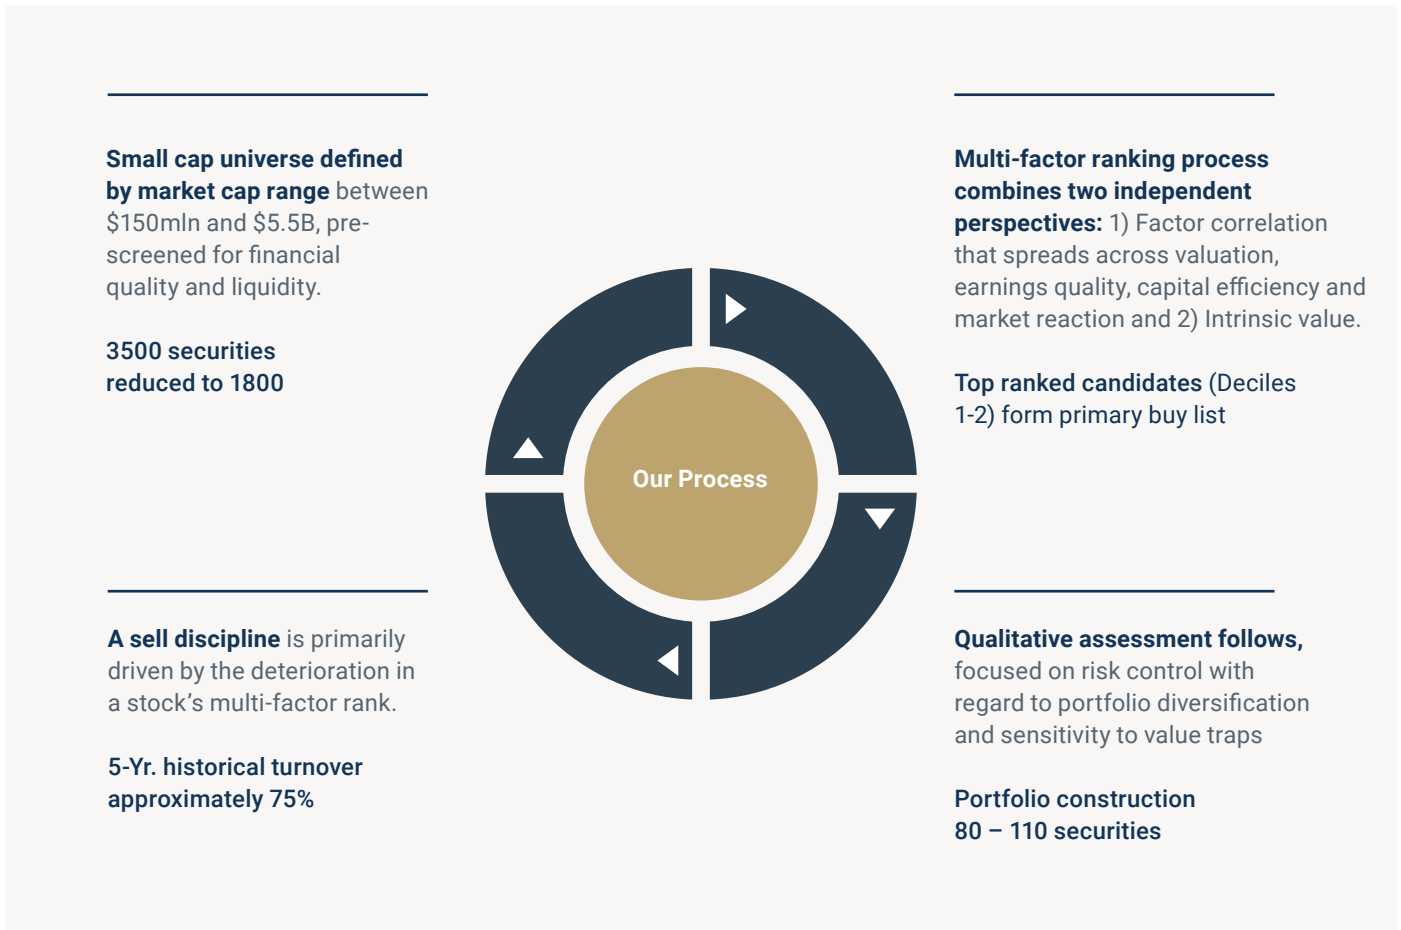 Small cap universe defined
by market cap range between
$150mln and $5.5B, pre-
screened for financial
quality and liquidity.
3500 securities
reduced to 1800
Multi-factor ranking process
combines two independent
perspectives: 1) Factor correlation
that spreads across valuation,
earnings quality, capital efficiency and
market reaction and 2) Intrinsic value.
Top ranked candidates (Deciles
1-2) form primary buy list
Our Process
A sell discipline is primarily
driven by the deterioration in
a stock’s multi-factor rank.
5-Yr. historical turnover
approximately 75%
Qualitative assessment follows,
focused on risk control with
regard to portfolio diversification
and sensitivity to value traps
Portfolio construction
80 – 110 securities